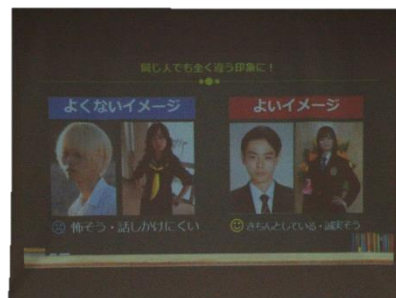 同じ人でも全く違う印象に！
よくないイメージ
よいイメージ
怖そう・話しかけにくい
きちんとしている・誠実そう